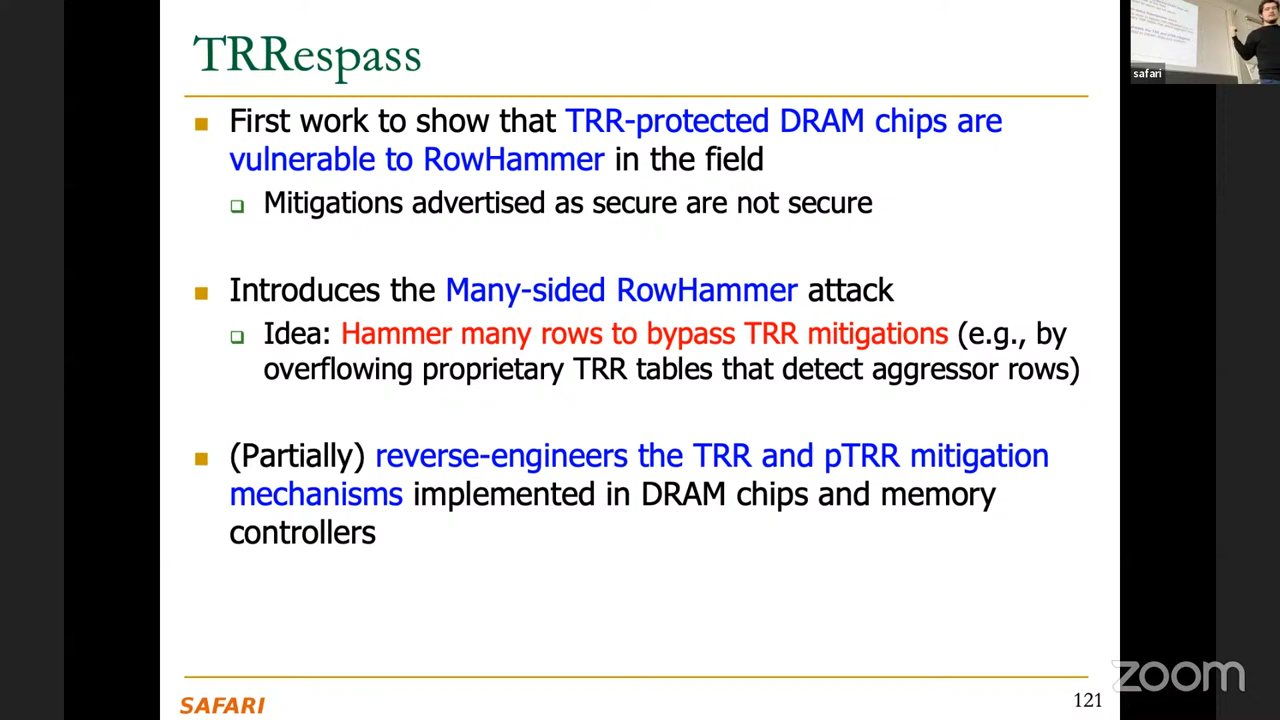 TRRespass
First work to show that TRR-protected DRAM chips are
vulnerable to RowHammer in the field
Mitigations advertised as secure are not secure
Introduces the Many-sided RowHammer attack
Idea: Hammer many rows to bypass TRR mitigations (e.g., by
overflowing proprietary TRR tables that detect aggressor rows)
(Partially) reverse-engineers the TRR and pTRR mitigation
mechanisms implemented in DRAM chips and memory
controllers
SAFARI
121
safari
zoom